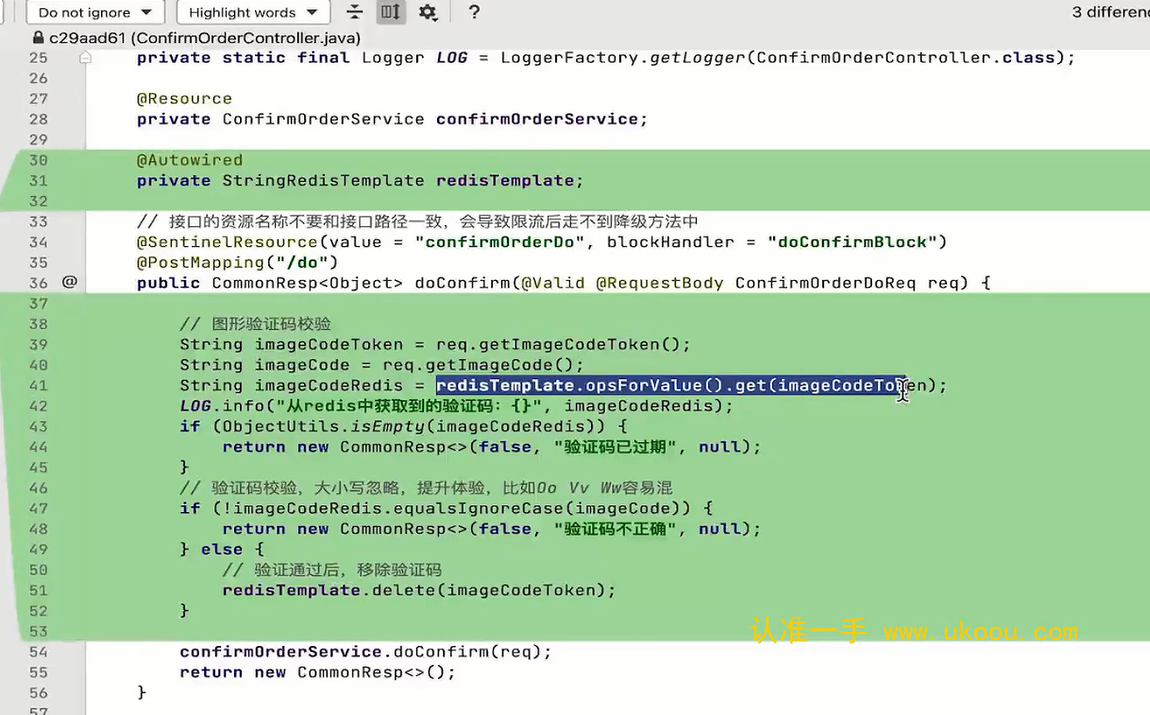 Do not ignore Highlight words ? 3 differen
c29aad61 (ConfirmOrderController.java)
25 private static final Logger LOG = LoggerFactory.getLogger(ConfirmOrderController.class);
26
27 @Resource
28 private ConfirmOrderService confirmOrderService;
29
30 @Autowired
31 private StringRedisTemplate redisTemplate;
32
33 // 接口的资源名称不要和接口路径一致，会导致限流后走不到降级方法中
34 @SentinelResource(value = "confirmOrderDo", blockHandler = "doConfirmBlock")
35 @PostMapping("/do")
36 @ public CommonResp<Object> doConfirm(@Valid @RequestBody ConfirmOrderDoReq req) {
37
38 // 图形验证码校验
39 String imageCodeToken = req.getImageCodeToken();
40 String imageCode = req.getImageCode();
41 String imageCodeRedis = redisTemplate.opsForValue().get(imageCodeToken);
42 LOG.info("从redis中获取到的验证码：{}", imageCodeRedis);
43 if (ObjectUtils.isEmpty(imageCodeRedis)) {
44 return new CommonResp<>(false, "验证码已过期", null);
45 }
46 // 验证码校验，大小写忽略，提升体验，比如Oo Vv Ww容易混
47 if (!imageCodeRedis.equalsIgnoreCase(imageCode)) {
48 return new CommonResp<>(false, "验证码不正确", null);
49 } else {
50 // 验证通过后，移除验证码
51 redisTemplate.delete(imageCodeToken);
52 }
53
认准一手 www.ukoou.com
54 confirmOrderService.doConfirm(req);
55 return new CommonResp<>();
56 }
57